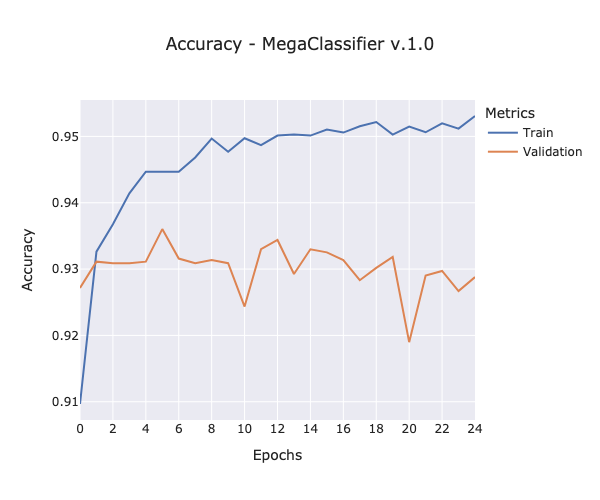 Accuracy - MegaClassifier v.1.0
Metrics
Train
Validation
0.95
0.94
0.93
0.92
0.91
Accuracy
0 2 4 6 8 10 12 14 16 18 20 22 24
Epochs